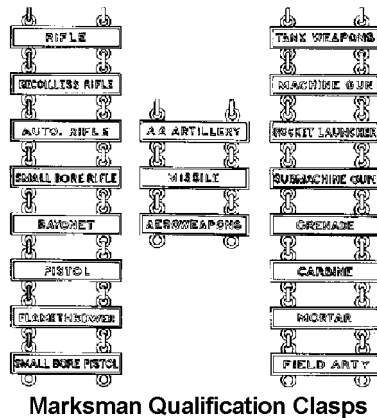 RIFLE
RECOILLESS RIFLE
AUTO. RIFLE
SMALL BORE RIFLE
BAYONET
PISTOL
FLAMETHROWER
SMALL BORE PISTOL
AA ARTILLERY
MISSILE
AEROWEAPONS
TANK WEAPONS
MACHINE GUN
ROCKET LAUNCHER
SUBMACHINE GUN
GRENADE
CARBINE
MORTAR
FIELD ARTY
Marksman Qualification Clasps